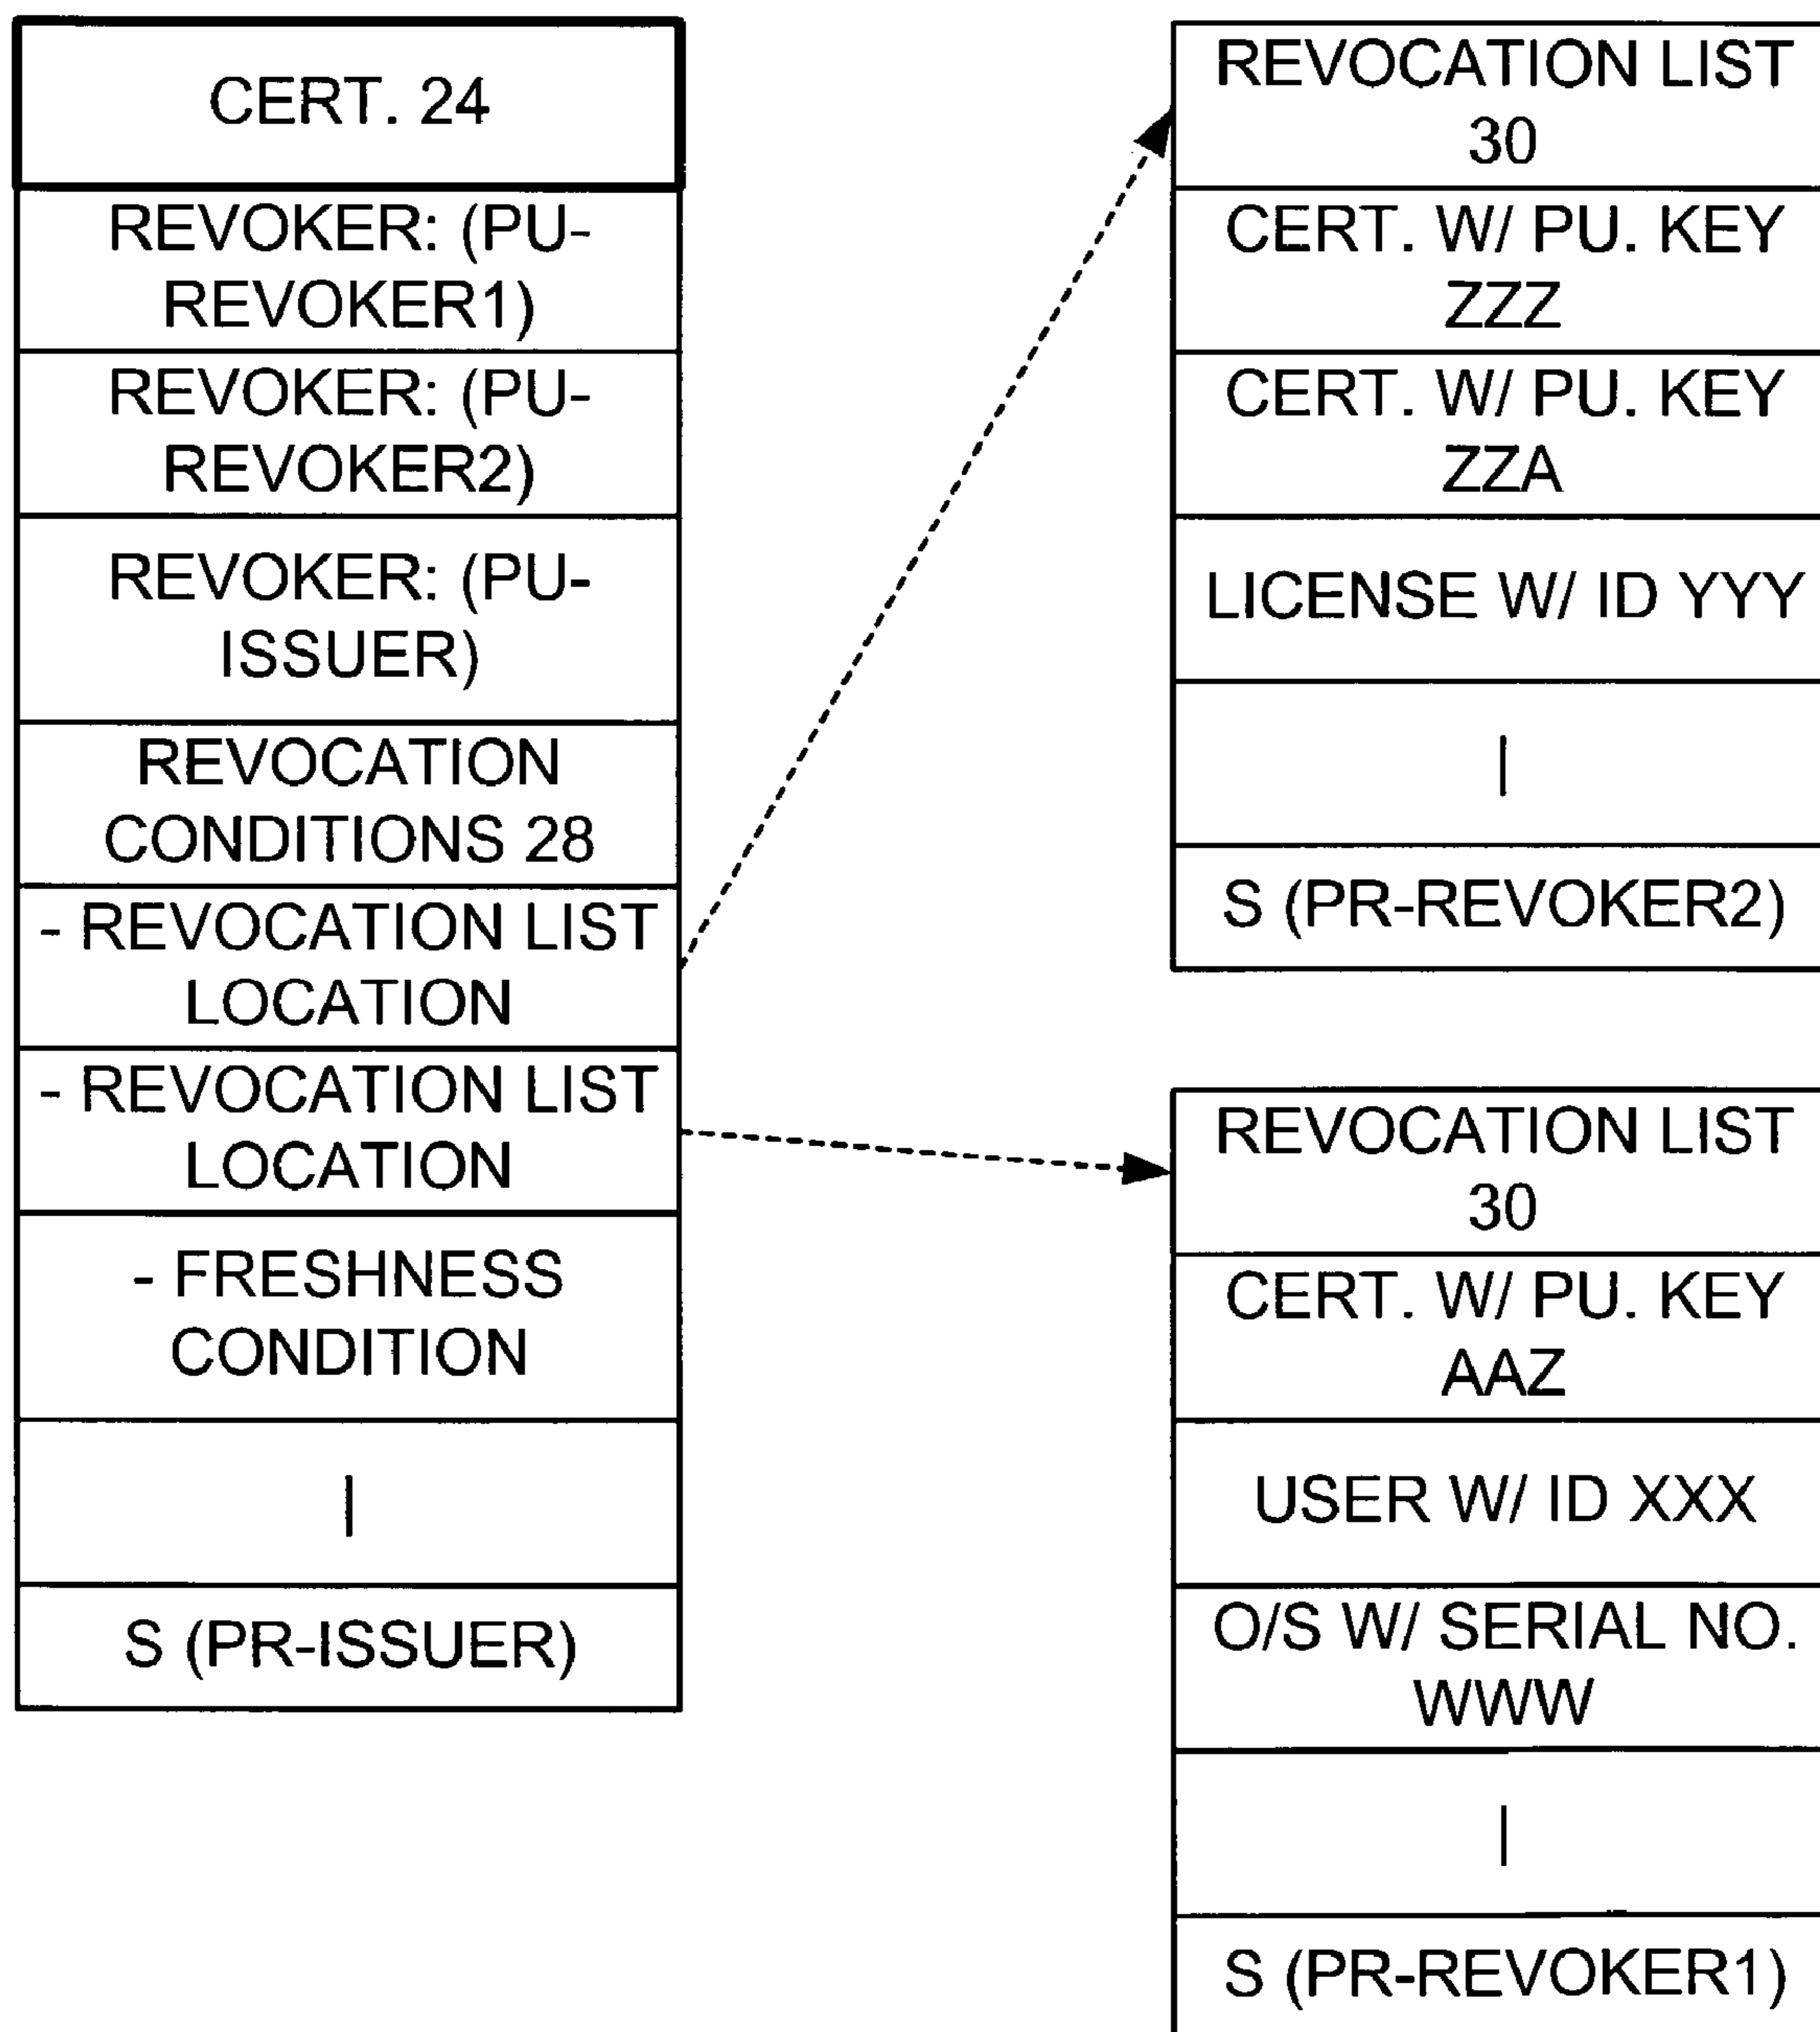 CERT. 24
REVOKER: (PU-
REVOKER1)
REVOKER: (PU-
REVOKER2)
REVOKER: (PU-
ISSUER)
REVOCATION
CONDITIONS 28
- REVOCATION LIST
LOCATION
- REVOCATION LIST
LOCATION
- FRESHNESS
CONDITION
|
S (PR-ISSUER)
REVOCATION LIST
30
CERT. W/ PU. KEY
ZZZ
CERT. W/ PU. KEY
ZZA
LICENSE W/ ID YYY
|
S (PR-REVOKER2)
REVOCATION LIST
30
CERT. W/ PU. KEY
AAZ
USER W/ ID XXX
O/S W/ SERIAL NO.
WWW
|
S (PR-REVOKER1)